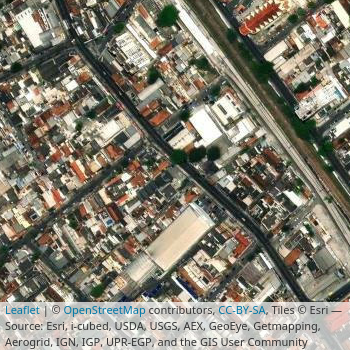 Leaflet | © OpenStreetMap contributors, CC-BY-SA, Tiles © Esri —
Source: Esri, i-cubed, USDA, USGS, AEX, GeoEye, Getmapping,
Aerogrid, IGN, IGP, UPR-EGP, and the GIS User Community